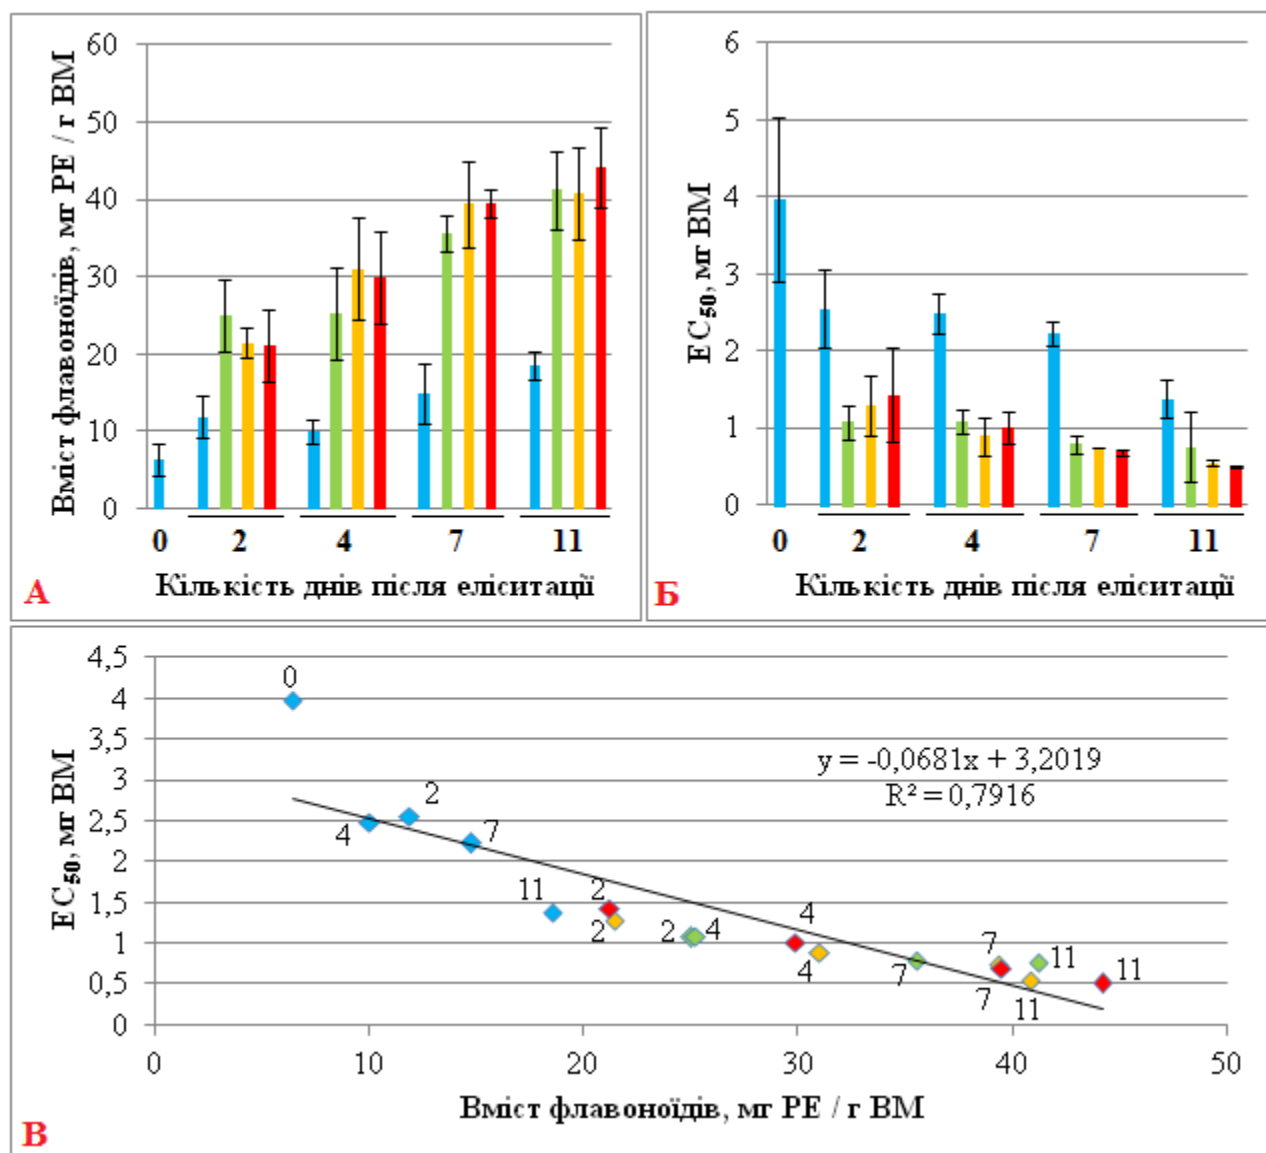 60
50
40
30
20
10
0
Вміст флавоноїдів, мг РЕ / г ВМ
0 2 4 7 11
Кількість днів після еліситації
А
6
5
4
3
2
1
0
EC50, мг ВМ
0 2 4 7 11
Кількість днів після еліситації
Б
4,5
4
3,5
3
2,5
2
1,5
1
0,5
0
EC50, мг ВМ
0
y = -0,0681x + 3,2019
R² = 0,7916
2
4
7
11
2
2
2
4
4
4
7
7
7
11
11
11
0 10 20 30 40 50
Вміст флавоноїдів, мг РЕ / г ВМ
В